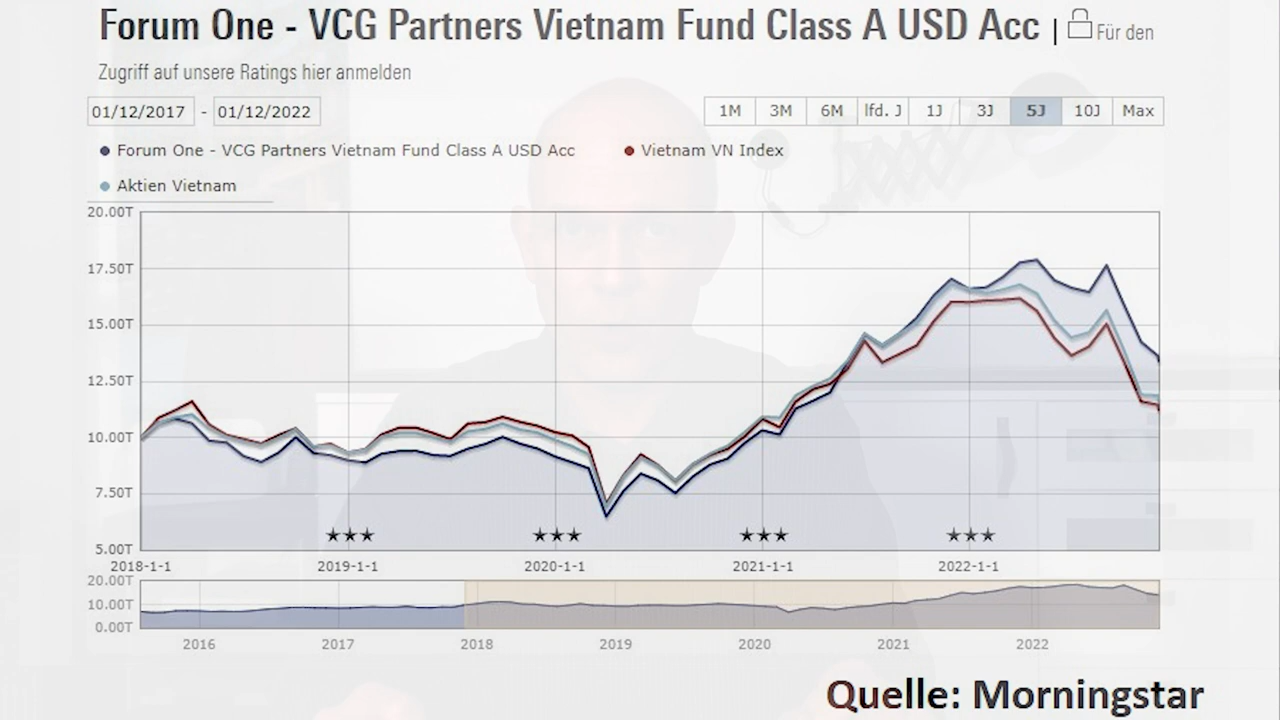 Forum One - VCG Partners Vietnam Fund Class A USD Acc | Für den
Zugriff auf unsere Ratings hier anmelden
01/12/2017 - 01/12/2022
1M 3M 6M lfd. J 1J 3J 5J 10J Max
Forum One - VCG Partners Vietnam Fund Class A USD Acc
Vietnam VN Index
Aktien Vietnam
20.00T
17.50T
15.00T
12.50T
10.00T
7.50T
5.00T
2018-1-1 2019-1-1 2020-1-1 2021-1-1 2022-1-1
20.00T
10.00T
0.00T
2016 2017 2018 2019 2020 2021 2022
Quelle: Morningstar